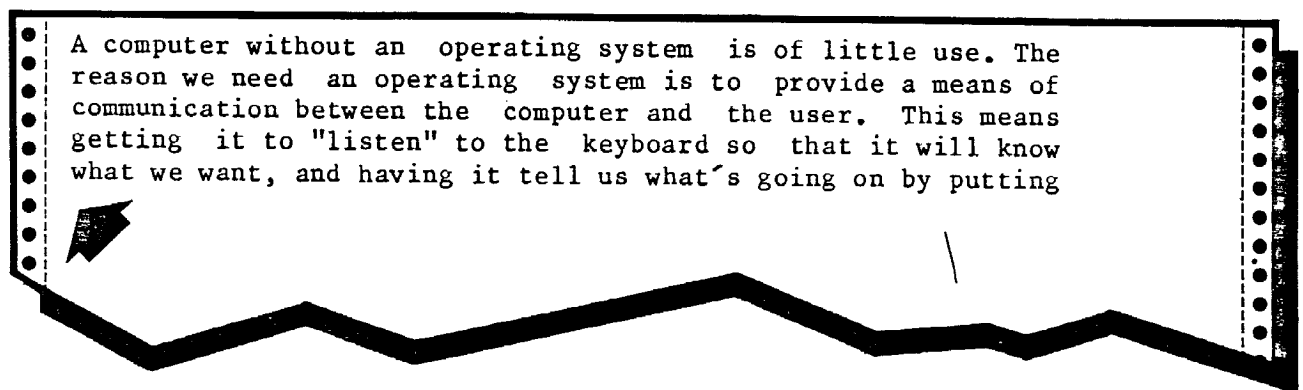 A computer without an  operating system  is of little use. The
reason we need  an operating  system is to  provide a means of
communication between the  computer and  the user.  This means
getting  it to "listen" to the  keyboard so  that it will know
what we want, and having it tell us what´s going on by putting